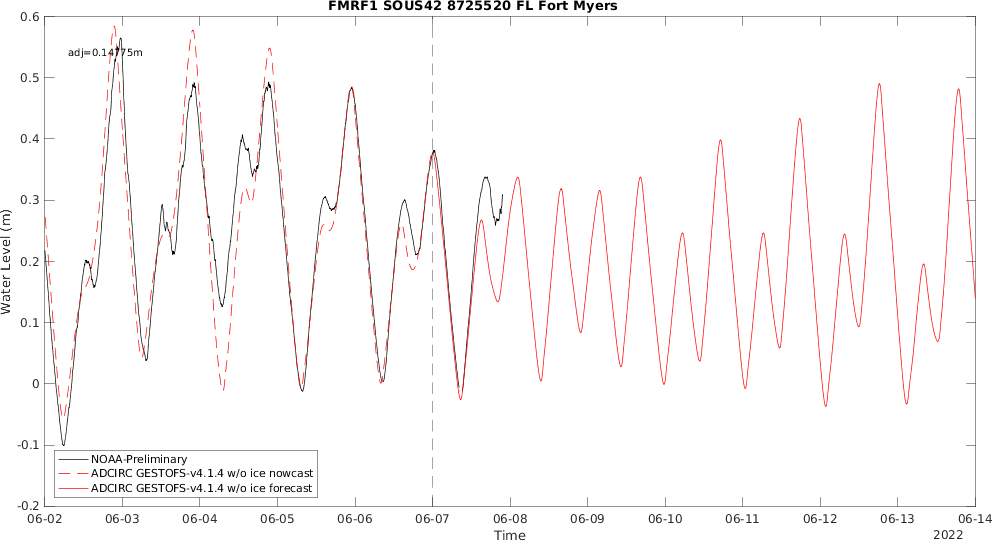 FMRF1 SOUS42 8725520 FL Fort Myers
0.6
adj=0.14775m
0.5
0.4
0.3
0.2
0.1
0
-0.1
-0.2
Water Level (m)
NOAA-Preliminary
ADCIRC GESTOFS-v4.1.4 w/o ice nowcast
ADCIRC GESTOFS-v4.1.4 w/o ice forecast
06-02 06-03 06-04 06-05 06-06 06-07 06-08 06-09 06-10 06-11 06-12 06-13 06-14
Time
2022